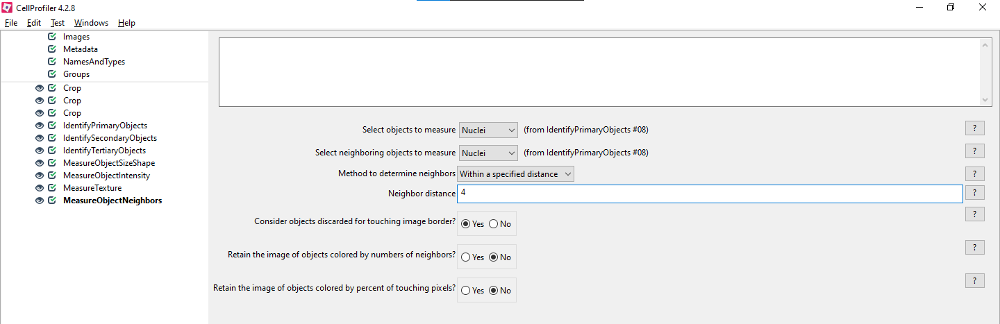 CellProfiler 4.2.8
File Edit Test Windows Help
Images
Metadata
NamesAndTypes
Groups
Crop
Crop
Crop
IdentifyPrimaryObjects
IdentifySecondaryObjects
IdentifyTertiaryObjects
MeasureObjectSizeShape
MeasureObjectIntensity
MeasureTexture
MeasureObjectNeighbors
Select objects to measure Nuclei (from IdentifyPrimaryObjects #08) ?
Select neighboring objects to measure Nuclei (from IdentifyPrimaryObjects #08) ?
Method to determine neighbors Within a specified distance ?
Neighbor distance 4 ?
Consider objects discarded for touching image border? Yes No ?
Retain the image of objects colored by numbers of neighbors? Yes No ?
Retain the image of objects colored by percent of touching pixels? Yes No ?